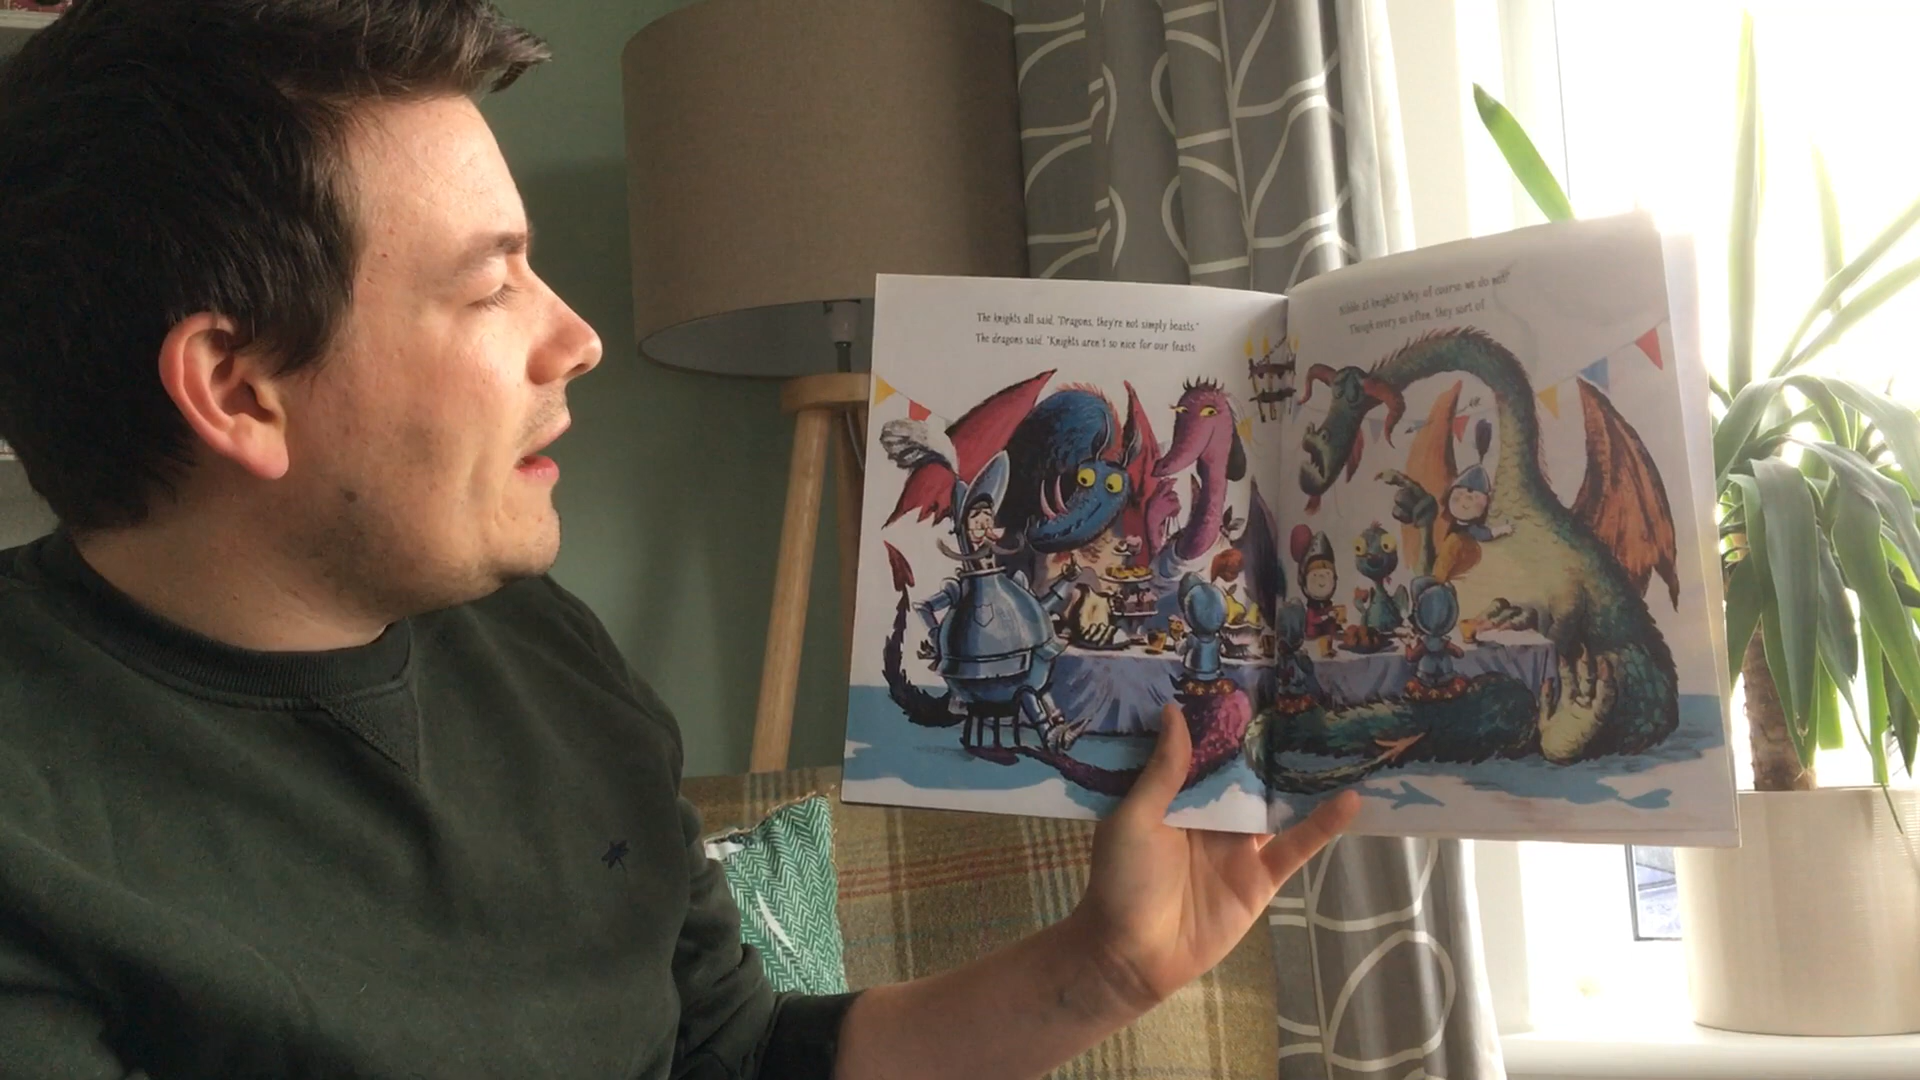 The knights all said, "Dragons, they're not simply beasts."
The dragons said, "Knights aren't so nice for our feasts.
Nibble at knights? Why, of course we do not!"
Though every so often, they sort of.